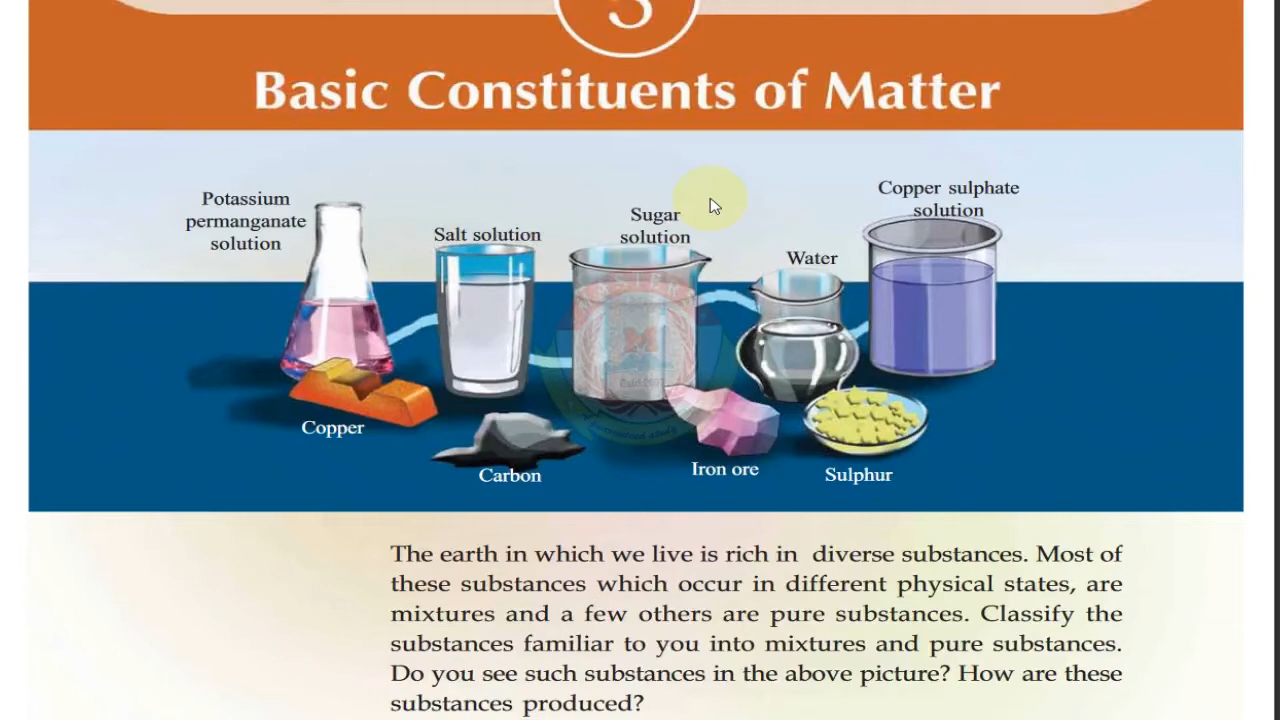 Basic Constituents of Matter
Potassium
permanganate
solution
Salt solution
Sugar
solution
Water
Copper sulphate
solution
Copper
Carbon
Iron ore
Sulphur
The earth in which we live is rich in diverse substances. Most of
these substances which occur in different physical states, are
mixtures and a few others are pure substances. Classify the
substances familiar to you into mixtures and pure substances.
Do you see such substances in the above picture? How are these
substances produced?